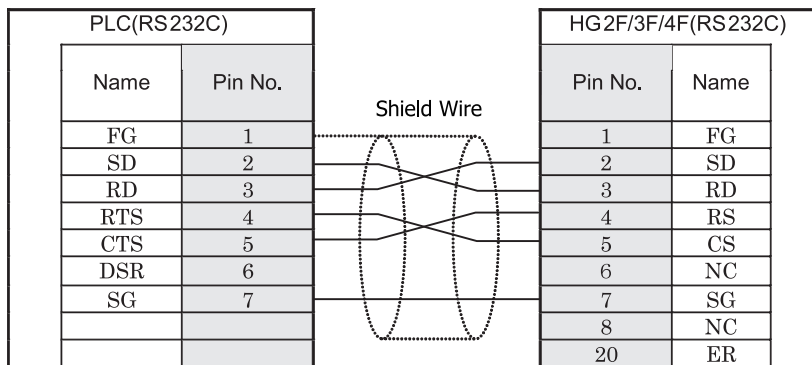 PLC(RS232C) HG2F/3F/4F(RS232C)
Name Pin No. Pin No. Name
Shield Wire
FG 1 1 FG
SD 2 2 SD
RD 3 3 RD
RTS 4 4 RS
CTS 5 5 CS
DSR 6 6 NC
SG 7 7 SG
8 NC
20 ER